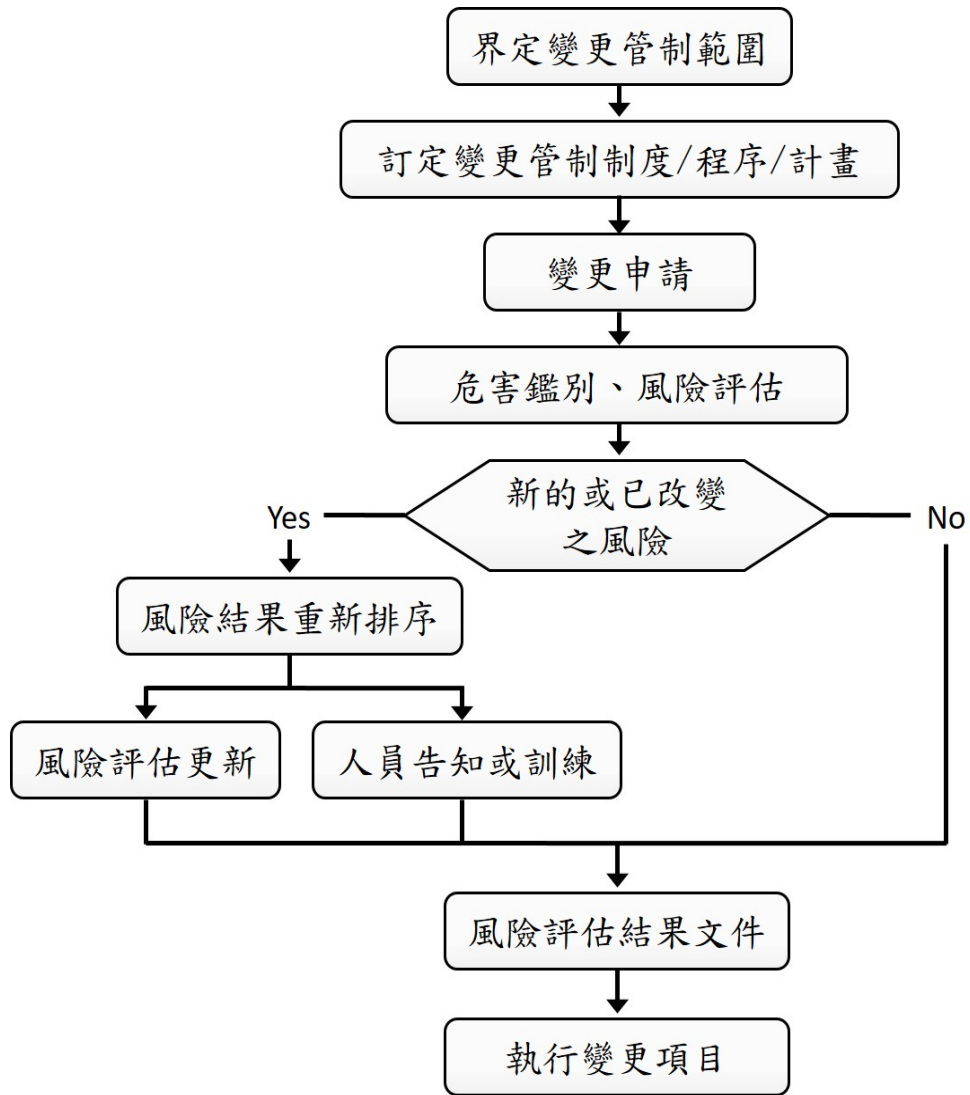 界定變更管制範圍
訂定變更管制制度/程序/計畫
變更申請
危害鑑別、風險評估
新的或已改變
之風險
Yes
No
風險結果重新排序
風險評估更新
人員告知或訓練
風險評估結果文件
執行變更項目